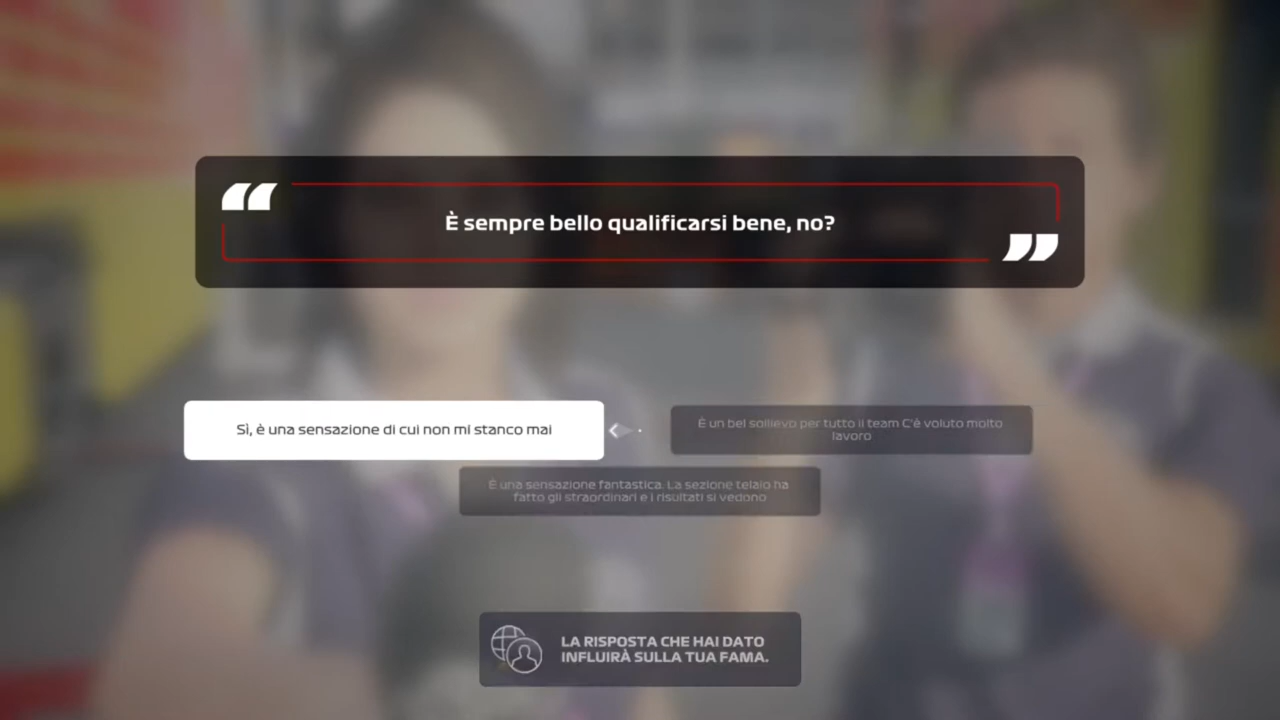 È sempre bello qualificarsi bene, no?
Sì, è una sensazione di cui non mi stanco mai
È un bel sollievo per tutto il team C'è voluto molto
lavoro
È una sensazione fantastica. La sezione telaio ha
fatto gli straordinari e i risultati si vedono
LA RISPOSTA CHE HAI DATO
INFLUIRÀ SULLA TUA FAMA.